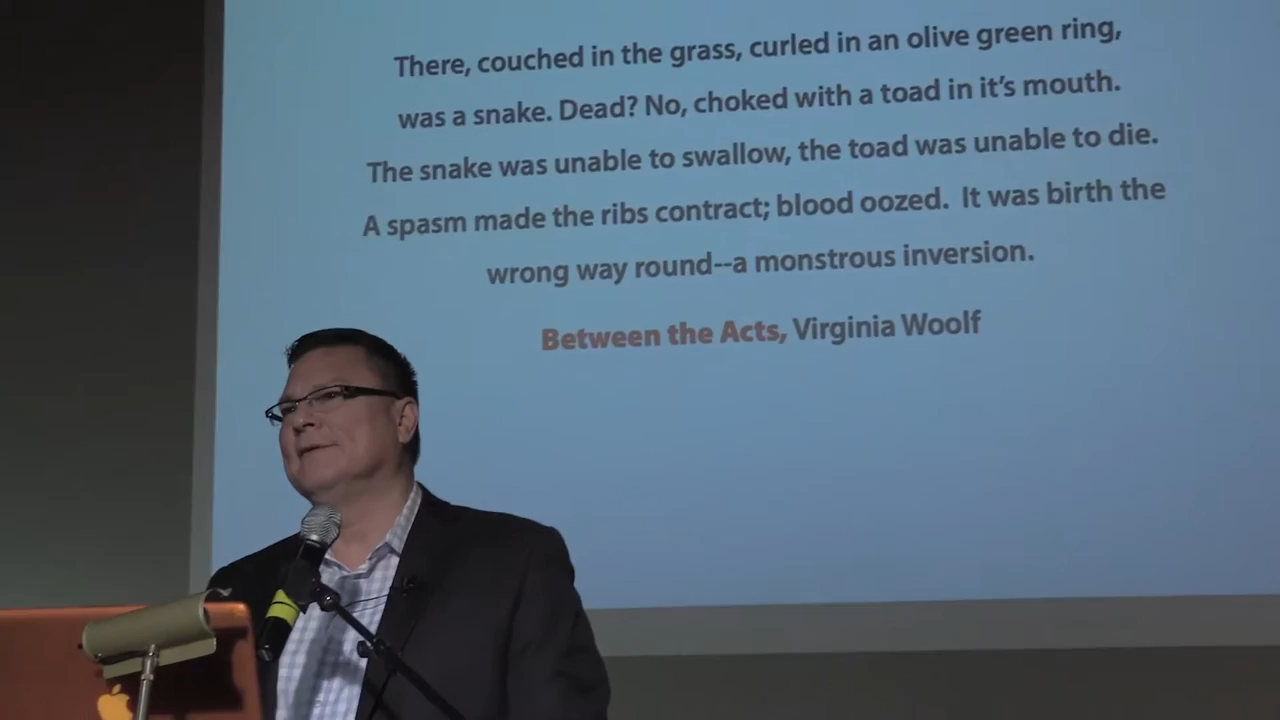 There, couched in the grass, curled in an olive green ring,
was a snake. Dead? No, choked with a toad in it's mouth.
The snake was unable to swallow, the toad was unable to die.
A spasm made the ribs contract; blood oozed. It was birth the
wrong way round--a monstrous inversion.
Between the Acts, Virginia Woolf